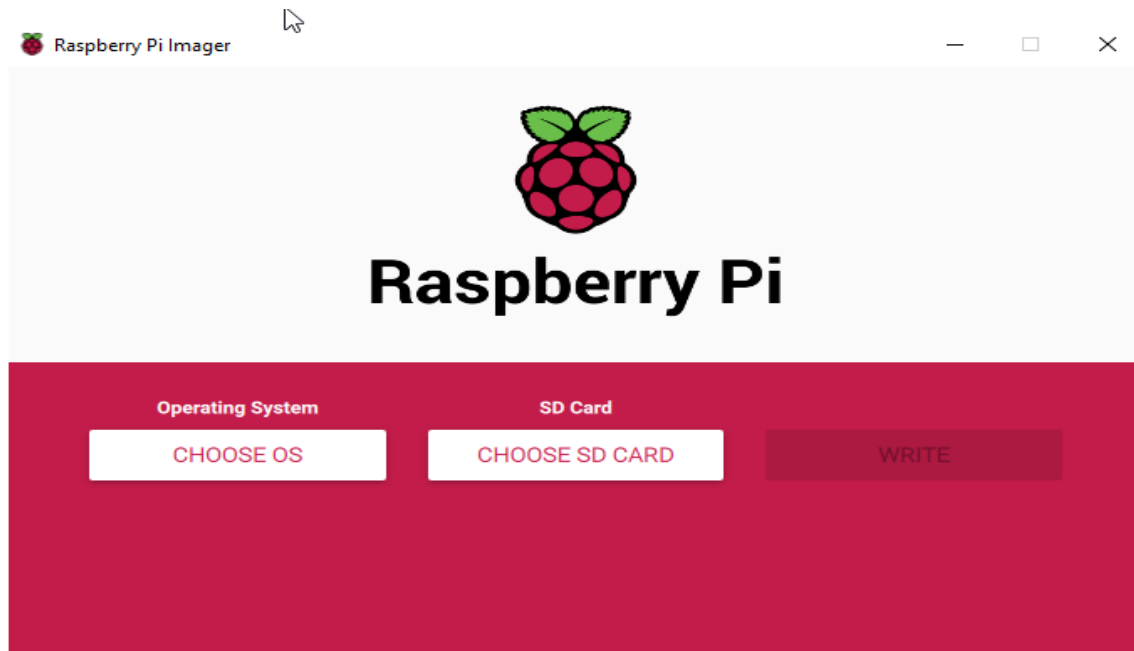 Raspberry Pi Imager
Raspberry Pi
Operating System
SD Card
CHOOSE OS
CHOOSE SD CARD
WRITE